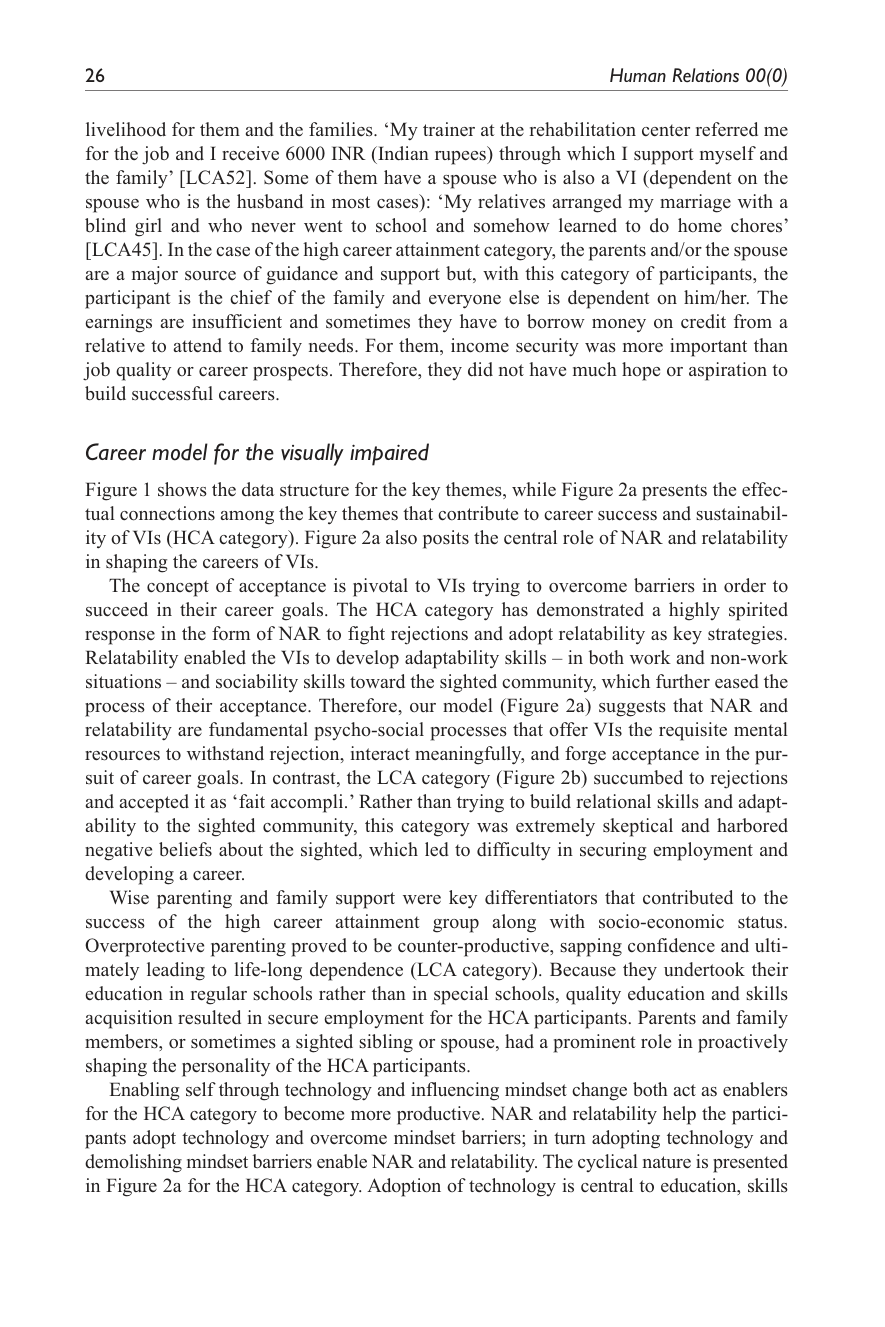 26
Human Relations 00(0)
livelihood for them and the families. ‘My trainer at the rehabilitation center referred me
for the job and I receive 6000 INR (Indian rupees) through which I support myself and
the family’ [LCA52]. Some of them have a spouse who is also a VI (dependent on the
spouse who is the husband in most cases): ‘My relatives arranged my marriage with a
blind girl and who never went to school and somehow learned to do home chores’
[LCA45]. In the case of the high career attainment category, the parents and/or the spouse
are a major source of guidance and support but, with this category of participants, the
participant is the chief of the family and everyone else is dependent on him/her. The
earnings are insufficient and sometimes they have to borrow money on credit from a
relative to attend to family needs. For them, income security was more important than
job quality or career prospects. Therefore, they did not have much hope or aspiration to
build successful careers.
Career model for the visually impaired
Figure 1 shows the data structure for the key themes, while Figure 2a presents the effec-
tual connections among the key themes that contribute to career success and sustainabil-
ity of VIs (HCA category). Figure 2a also posits the central role of NAR and relatability
in shaping the careers of VIs.
The concept of acceptance is pivotal to VIs trying to overcome barriers in order to
succeed in their career goals. The HCA category has demonstrated a highly spirited
response in the form of NAR to fight rejections and adopt relatability as key strategies.
Relatability enabled the VIs to develop adaptability skills – in both work and non-work
situations – and sociability skills toward the sighted community, which further eased the
process of their acceptance. Therefore, our model (Figure 2a) suggests that NAR and
relatability are fundamental psycho-social processes that offer VIs the requisite mental
resources to withstand rejection, interact meaningfully, and forge acceptance in the pur-
suit of career goals. In contrast, the LCA category (Figure 2b) succumbed to rejections
and accepted it as ‘fait accompli.’ Rather than trying to build relational skills and adapt-
ability to the sighted community, this category was extremely skeptical and harbored
negative beliefs about the sighted, which led to difficulty in securing employment and
developing a career.
Wise parenting and family support were key differentiators that contributed to the
success of the high career attainment group along with socio-economic status.
Overprotective parenting proved to be counter-productive, sapping confidence and ulti-
mately leading to life-long dependence (LCA category). Because they undertook their
education in regular schools rather than in special schools, quality education and skills
acquisition resulted in secure employment for the HCA participants. Parents and family
members, or sometimes a sighted sibling or spouse, had a prominent role in proactively
shaping the personality of the HCA participants.
Enabling self through technology and influencing mindset change both act as enablers
for the HCA category to become more productive. NAR and relatability help the partici-
pants adopt technology and overcome mindset barriers; in turn adopting technology and
demolishing mindset barriers enable NAR and relatability. The cyclical nature is presented
in Figure 2a for the HCA category. Adoption of technology is central to education, skills